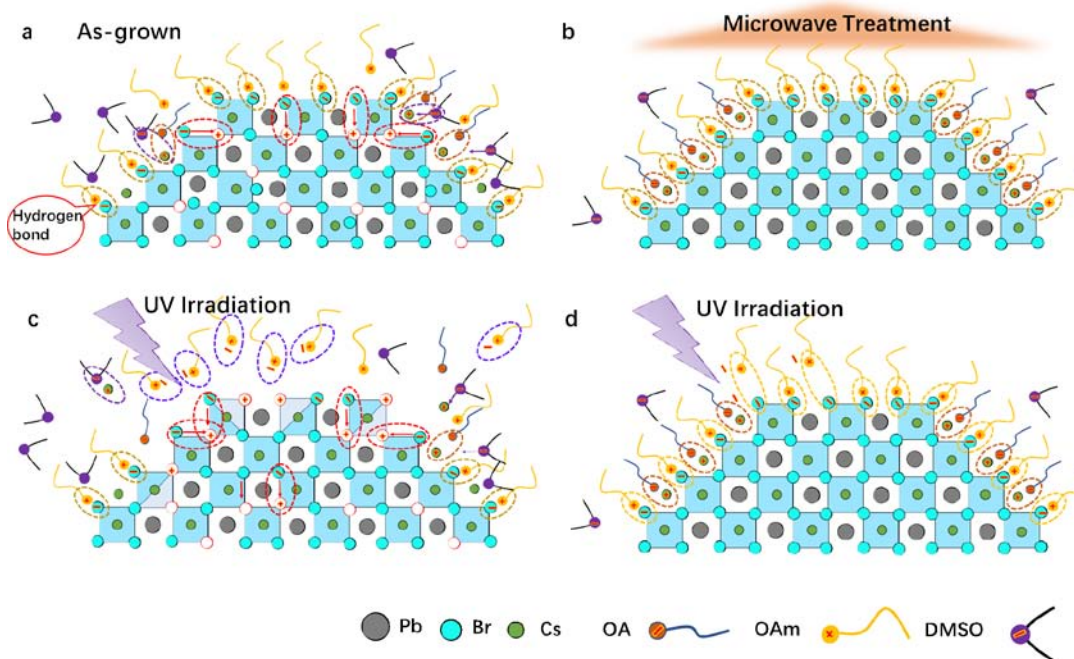 a As-grown
b Microwave Treatment
Hydrogen
bond
c UV Irradiation
d UV Irradiation
Pb Br Cs OA OAm DMSO